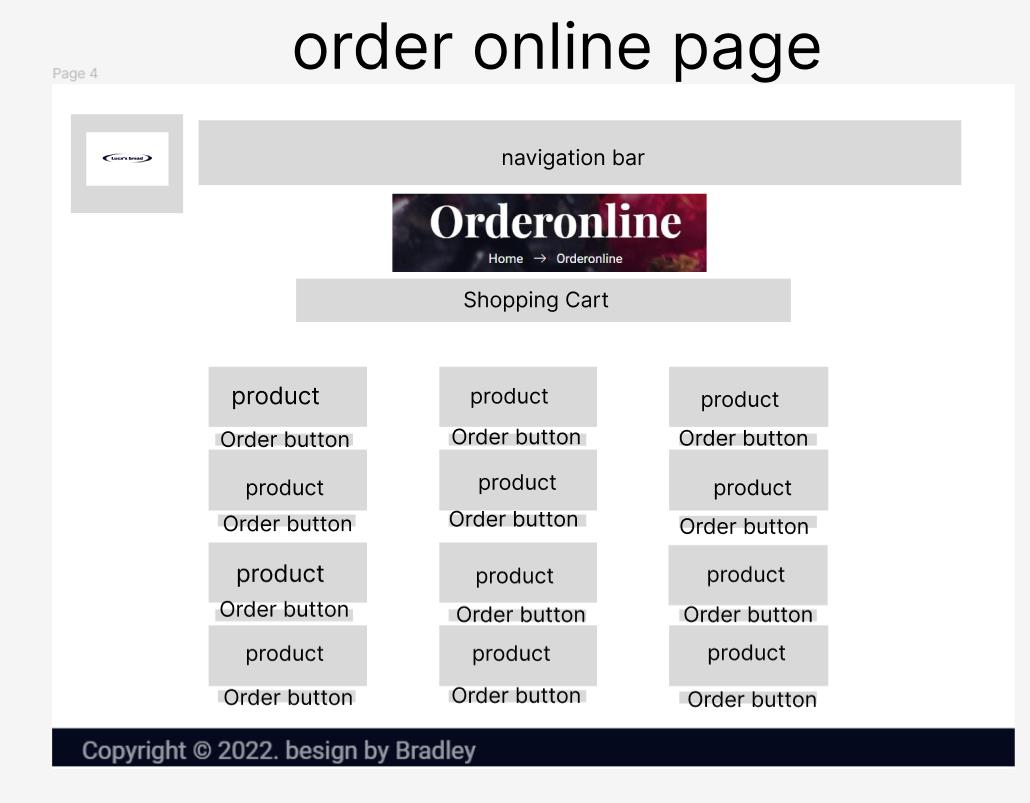 order online page
Page 4
Luca's bread
navigation bar
Orderonline
Home → Orderonline
Shopping Cart
product product product
Order button Order button Order button
product product product
Order button Order button Order button
product product product
Order button Order button Order button
product product product
Order button Order button Order button
Copyright © 2022. besign by Bradley